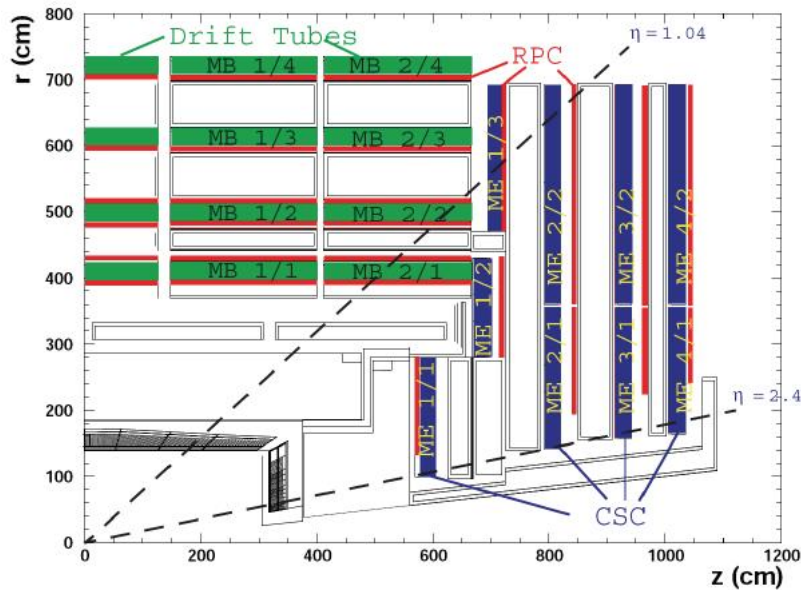 r (cm)
800
700
600
500
400
300
200
100
0
Drift Tubes
RPC
η = 1.04
MB 1/4
MB 2/4
MB 1/3
MB 2/3
MB 1/2
MB 2/2
MB 1/1
MB 2/1
ME 1/3
ME 2/2
ME 3/2
ME 4/2
ME 1/2
ME 1/1
ME 2/1
ME 3/1
ME 4/1
η = 2.4
CSC
0
200
400
600
800
1000
1200
z (cm)